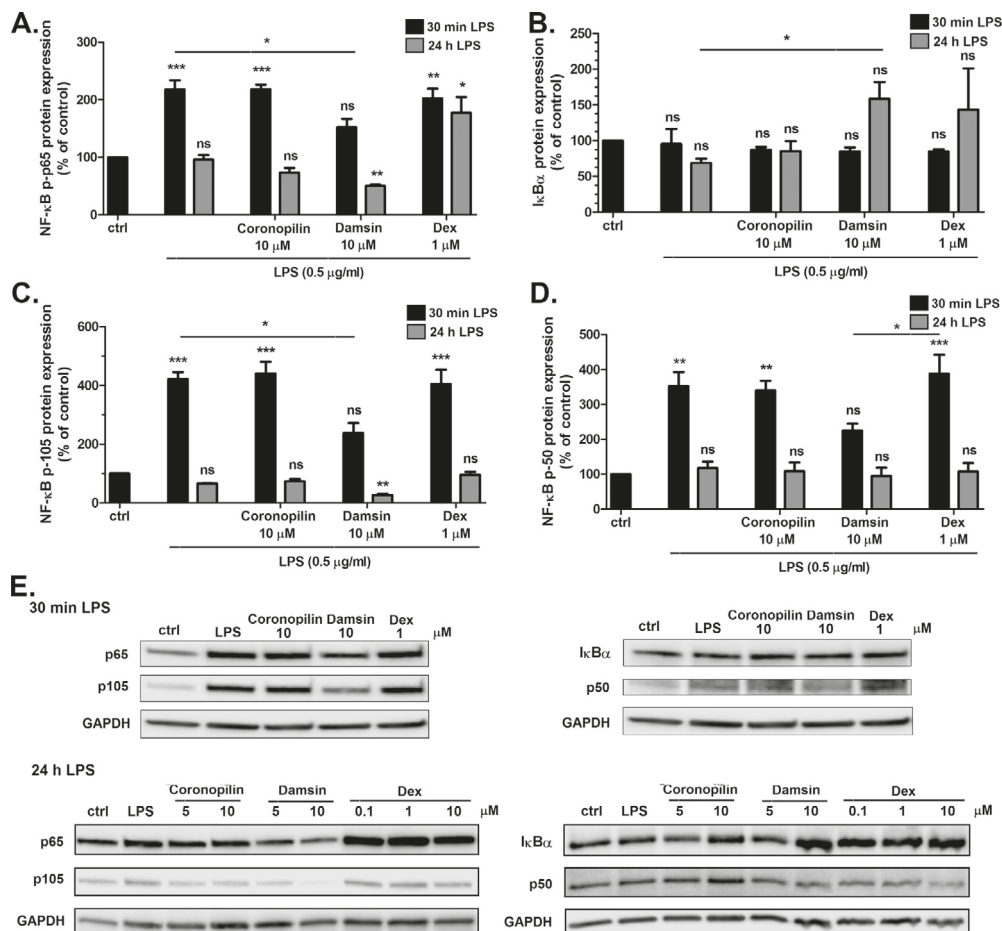 A.
30 min LPS
24 h LPS
NF-κB p-p65 protein expression
(% of control)
300
200
100
0
*
***
ns
***
ns
ns
**
**
*
ctrl
Coronopilin
10 μM
Damsin
10 μM
Dex
1 μM
LPS (0.5 μg/ml)
B.
30 min LPS
24 h LPS
IκBα protein expression
(% of control)
250
200
150
100
50
0
*
ns
ns
ns
ns
ns
ns
ns
ns
ctrl
Coronopilin
10 μM
Damsin
10 μM
Dex
1 μM
LPS (0.5 μg/ml)
C.
30 min LPS
24 h LPS
NF-κB p-105 protein expression
(% of control)
600
400
200
0
*
***
ns
***
ns
ns
**
***
ns
ctrl
Coronopilin
10 μM
Damsin
10 μM
Dex
1 μM
LPS (0.5 μg/ml)
D.
30 min LPS
24 h LPS
NF-κB p-50 protein expression
(% of control)
500
400
300
200
100
0
*
**
ns
**
ns
ns
ns
***
ns
ctrl
Coronopilin
10 μM
Damsin
10 μM
Dex
1 μM
LPS (0.5 μg/ml)
E.
30 min LPS
ctrl LPS Coronopilin 10 Damsin 10 Dex 1 μM
p65
p105
GAPDH
ctrl LPS Coronopilin 10 Damsin 10 Dex 1 μM
IκBα
p50
GAPDH
24 h LPS
Coronopilin Damsin Dex
ctrl LPS 5 10 5 10 0.1 1 10 μM
p65
p105
GAPDH
Coronopilin Damsin Dex
ctrl LPS 5 10 5 10 0.1 1 10 μM
IκBα
p50
GAPDH